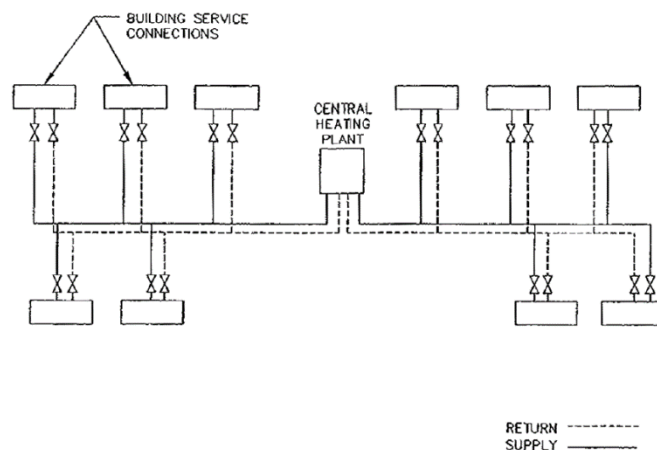 BUILDING SERVICE
CONNECTIONS
CENTRAL
HEATING
PLANT
RETURN
SUPPLY